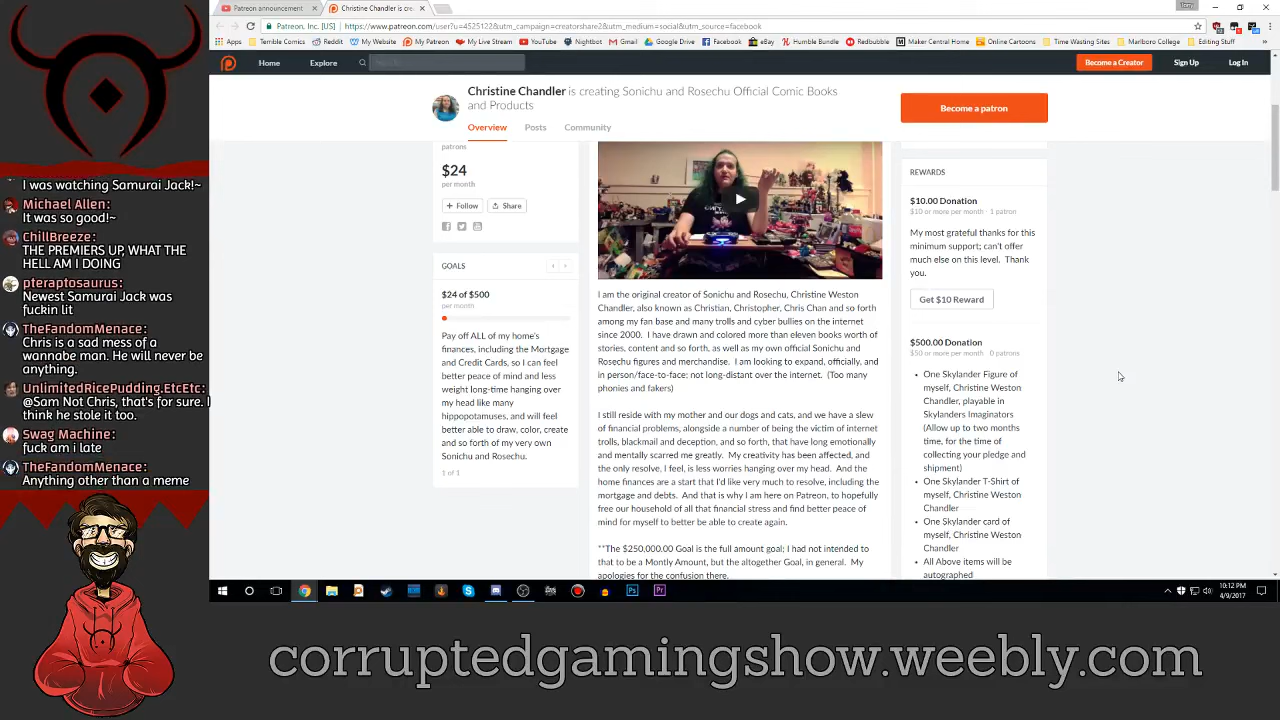 I was watching Samurai Jack!~
Michael Allen:
It was so good!~
ChillBreeze:
THE PREMIERS UP, WHAT THE
HELL AM I DOING
pteraptosaurus:
Newest Samurai Jack was
fuckin lit
TheFandomMenace:
Chris is a sad mess of a
wannabe man. He will never be
anything.
UnlimitedRicePudding.EtcEtc:
@Sam Not Chris, that's for sure. I
think he stole it too.
Swag Machine:
fuck am i late
TheFandomMenace:
Anything other than a meme
Patreon announcement
Christine Chandler is cre
Patreon, Inc. [US]
https://www.patreon.com/user?u=4525122&utm_campaign=creatorshare2&utm_medium=social&utm_source=facebook
Apps
Terrible Comics
Reddit
My Website
My Patreon
My Live Stream
YouTube
Nightbot
Gmail
Google Drive
Facebook
eBay
Humble Bundle
Redbubble
Maker Central Home
Online Cartoons
Time Wasting Sites
Marlboro College
Editing Stuff
Home
Explore
Become a Creator
Sign Up
Log In
Christine Chandler is creating Sonichu and Rosechu Official Comic Books
and Products
Become a patron
Overview
Posts
Community
patrons
$24
per month
Follow
Share
GOALS
$24 of $500
per month
Pay off ALL of my home's
finances, including the Mortgage
and Credit Cards, so I can feel
better peace of mind and less
weight long-time hanging over
my head like many
hippopotamuses, and will feel
better able to draw, color, create
and so forth of my very own
Sonichu and Rosechu.
1 of 1
I am the original creator of Sonichu and Rosechu, Christine Weston
Chandler, also known as Christian, Christopher, Chris Chan and so forth
among my fan base and many trolls and cyber bullies on the internet
since 2000.  I have drawn and colored more than eleven books worth of
stories, content and so forth, as well as my own official Sonichu and
Rosechu figures and merchandise.  I am looking to expand, officially, and
in person/face-to-face; not long-distant over the internet.  (Too many
phonies and fakers)
I still reside with my mother and our dogs and cats, and we have a slew
of financial problems, alongside a number of being the victim of internet
trolls, blackmail and deception, and so forth, that have long emotionally
and mentally scarred me greatly.  My creativity has been affected, and
the only resolve, I feel, is less worries hanging over my head.  And the
home finances are a start that I'd like very much to resolve, including the
mortgage and debts.  And that is why I am here on Patreon, to hopefully
free our household of all that financial stress and find better peace of
mind for myself to better be able to create again.
**The $250,000.00 Goal is the full amount goal; I had not intended
to that to be a Montly Amount, but the altogether Goal, in general.  My
apologies for the confusion there.
REWARDS
$10.00 Donation
$10 or more per month · 1 patron
My most grateful thanks for this
minimum support; can't offer
much else on this level.  Thank
you.
Get $10 Reward
$500.00 Donation
$50 or more per month · 0 patrons
One Skylander Figure of
myself, Christine Weston
Chandler, playable in
Skylanders Imaginators
(Allow up to two months
time, for the time of
collecting your pledge and
shipment)
One Skylander T-Shirt of
myself, Christine Weston
Chandler
One Skylander card of
myself, Christine Weston
Chandler
All Above items will be
autographed
10:12 PM
4/9/2017
corruptedgamingshow.weebly.com